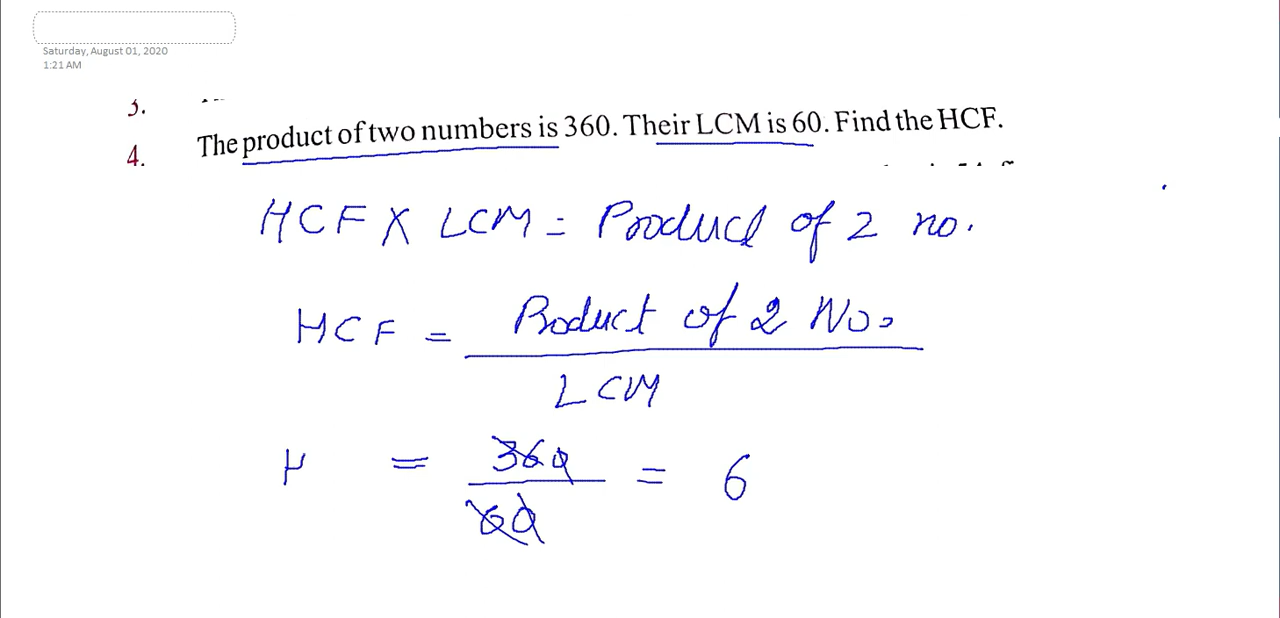 Saturday, August 01, 2020
1:21 AM
3.
4. The product of two numbers is 360. Their LCM is 60. Find the HCF.
HCF X LCM = Product of 2 no.
HCF = Product of 2 No.
LCM
H = 360 = 6
60